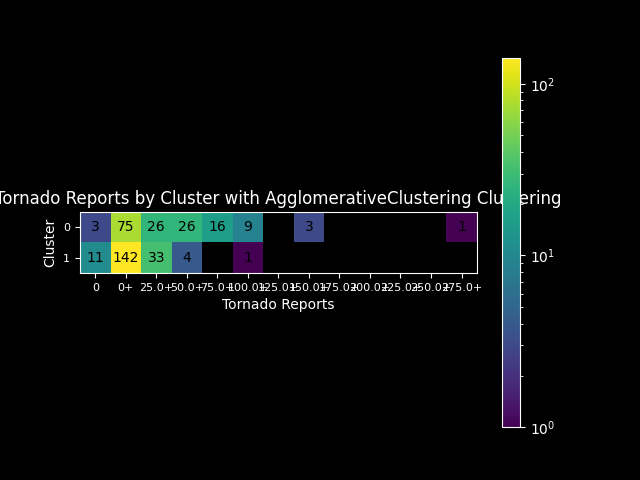 Tornado Reports by Cluster with AgglomerativeClustering Clustering
Cluster
0 3 75 26 26 16 9 3 1
1 11 142 33 4 1
0 0+ 25.0+ 50.0+ 75.0+ 100.0+ 125.0+ 150.0+ 175.0+ 200.0+ 225.0+ 250.0+ 275.0+
Tornado Reports
10²
10¹
10⁰